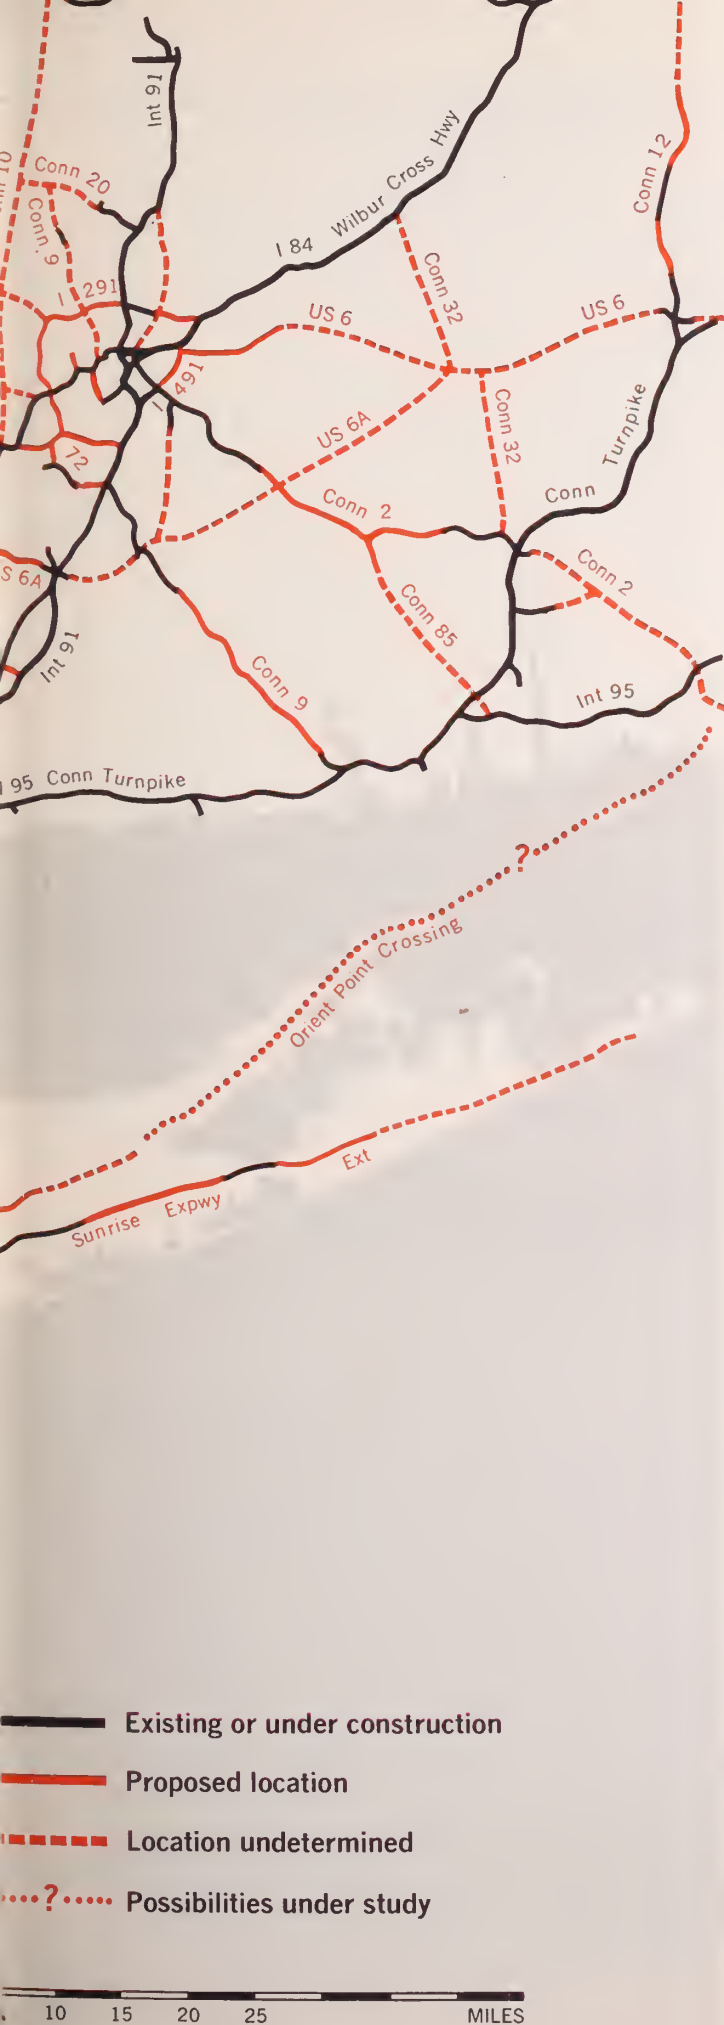 Int 91
Conn 12
Conn 20
Conn 9
I 84 Wilbur Cross Hwy
I 291
Conn 32
US 6
US 6
I 491
US 6A
Conn 32
Conn Turnpike
72
Conn 2
US 6A
Conn 2
Conn 85
Int 91
Conn 9
Int 95
95 Conn Turnpike
?
Orient Point Crossing
Ext
Sunrise Expwy
Existing or under construction
Proposed location
Location undetermined
? Possibilities under study
10 15 20 25 MILES